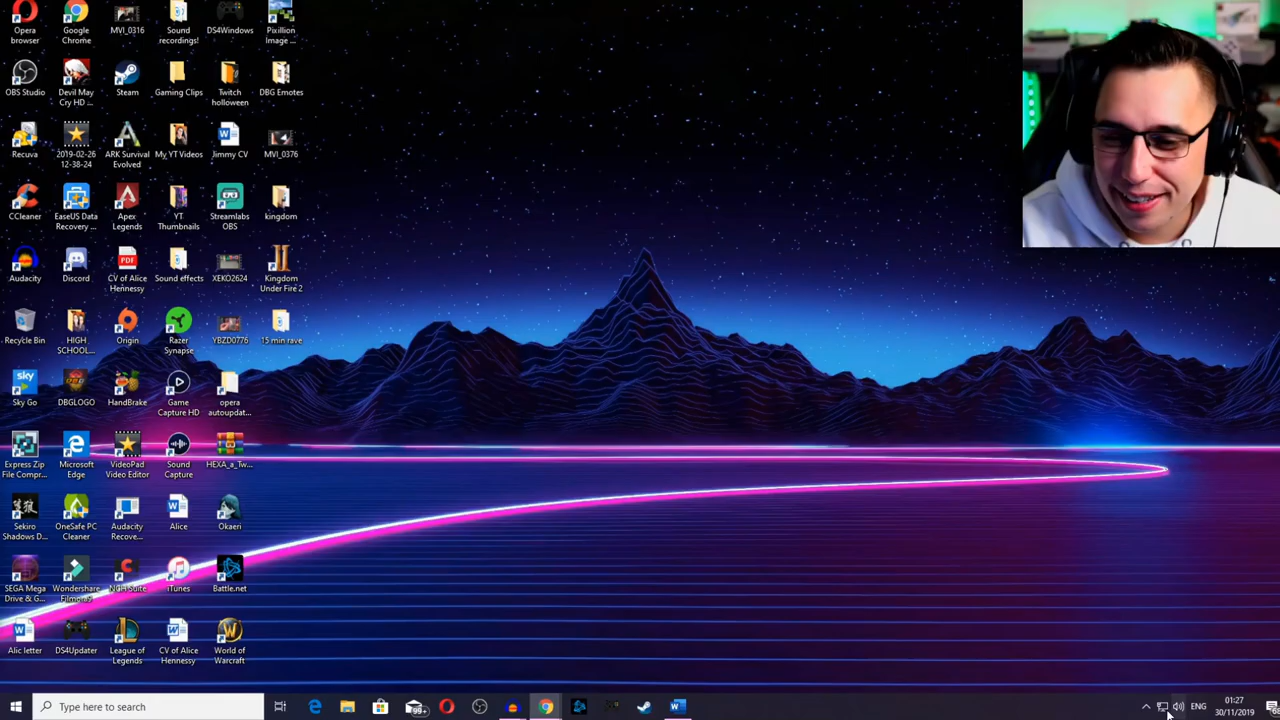 Opera
browser
Google
Chrome
MVI_0316
Sound
recordings!
DS4Windows
Pixillion
Image ...
OBS Studio
Devil May
Cry HD ...
Steam
Gaming Clips
Twitch
holloween
DBG Emotes
Recuva
2019-02-26
12-38-24
ARK Survival
Evolved
My YT Videos
Jimmy CV
MVI_0376
CCleaner
EaseUS Data
Recovery ...
Apex
Legends
YT
Thumbnails
Streamlabs
OBS
kingdom
Audacity
Discord
PDF
CV of Alice
Hennessy
Sound effects
XEKO2624
Kingdom
Under Fire 2
Recycle Bin
HIGH
SCHOOL...
Origin
Razer
Synapse
YBZD0776
15 min rave
sky
Sky Go
DBGLOGO
HandBrake
Game
Capture HD
opera
autoupdat...
Express Zip
File Compr...
Microsoft
Edge
VideoPad
Video Editor
Sound
Capture
HEXA_a_Tw...
Sekiro
Shadows D...
OneSafe PC
Cleaner
Audacity
Recove...
Alice
Okaeri
SEGA Mega
Drive & G...
Wondershare
Filmora9
NCH Suite
iTunes
Battle.net
Alic letter
DS4Updater
League of
Legends
CV of Alice
Hennessy
World of
Warcraft
Type here to search
99+
ENG
01:27
30/11/2019